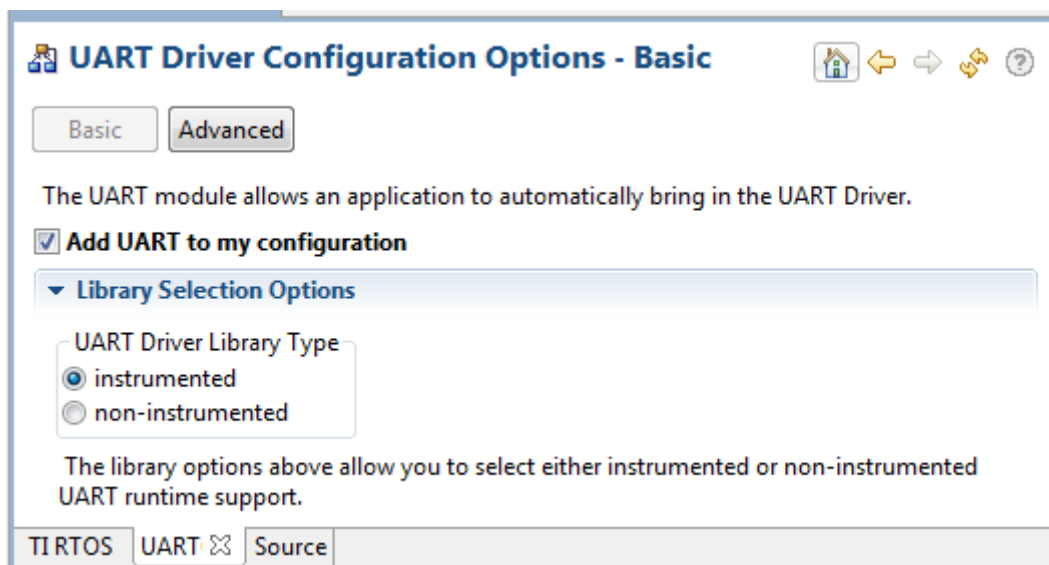 UART Driver Configuration Options - Basic
Basic Advanced
The UART module allows an application to automatically bring in the UART Driver.
Add UART to my configuration
Library Selection Options
UART Driver Library Type
instrumented
non-instrumented
The library options above allow you to select either instrumented or non-instrumented
UART runtime support.
TI RTOS UART Source